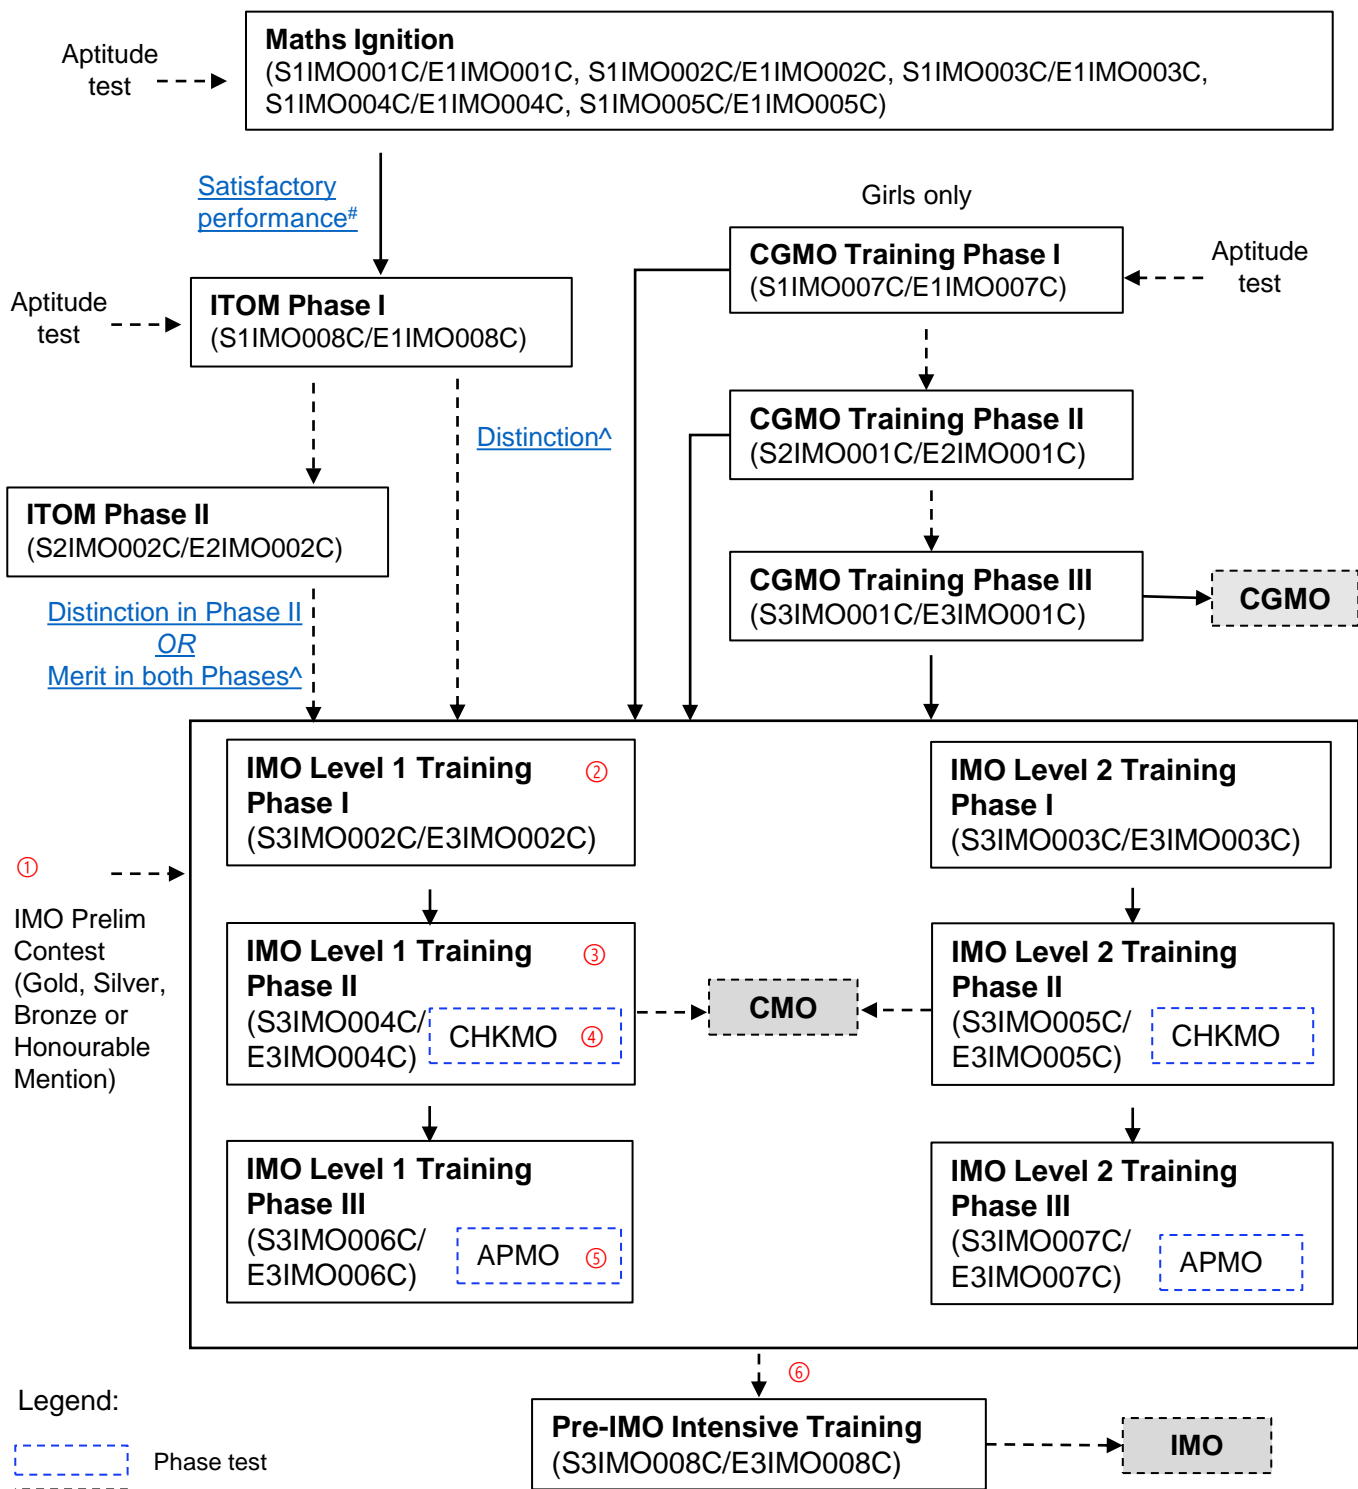 Maths Ignition
(S1IMO001C/E1IMO001C, S1IMO002C/E1IMO002C, S1IMO003C/E1IMO003C,
S1IMO004C/E1IMO004C, S1IMO005C/E1IMO005C)
Aptitude
test
Satisfactory
performance#
Girls only
CGMO Training Phase I
(S1IMO007C/E1IMO007C)
Aptitude
test
Aptitude
test
ITOM Phase I
(S1IMO008C/E1IMO008C)
Distinction^
CGMO Training Phase II
(S2IMO001C/E2IMO001C)
ITOM Phase II
(S2IMO002C/E2IMO002C)
CGMO Training Phase III
(S3IMO001C/E3IMO001C)
CGMO
Distinction in Phase II
OR
Merit in both Phases^
IMO Level 1 Training ②
Phase I
(S3IMO002C/E3IMO002C)
IMO Level 2 Training
Phase I
(S3IMO003C/E3IMO003C)
①
IMO Prelim
Contest
(Gold, Silver,
Bronze or
Honourable
Mention)
IMO Level 1 Training ③
Phase II
(S3IMO004C/
E3IMO004C)
CHKMO ④
CMO
IMO Level 2 Training
Phase II
(S3IMO005C/
E3IMO005C)
CHKMO
IMO Level 1 Training
Phase III
(S3IMO006C/
E3IMO006C)
APMO ⑤
IMO Level 2 Training
Phase III
(S3IMO007C/
E3IMO007C)
APMO
⑥
Pre-IMO Intensive Training
(S3IMO008C/E3IMO008C)
IMO
Legend:
Phase test